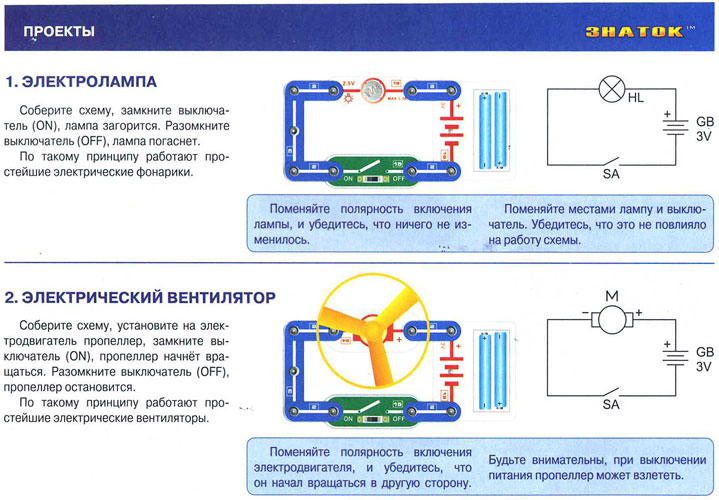 ПРОЕКТЫ
ЗНАТОК™
1. ЭЛЕКТРОЛАМПА
Соберите схему, замкните выключа-
тель (ON), лампа загорится. Разомкните
выключатель (OFF), лампа погаснет.
По такому принципу работают про-
стейшие электрические фонарики.
2.5V
ON
OFF
HL
GB
3V
SA
Поменяйте полярность включения
лампы, и убедитесь, что ничего не из-
менилось.
Поменяйте местами лампу и выклю-
чатель. Убедитесь, что это не повлияло
на работу схемы.
2. ЭЛЕКТРИЧЕСКИЙ ВЕНТИЛЯТОР
Соберите схему, установите на элек-
тродвигатель пропеллер, замкните вы-
ключатель (ON), пропеллер начнёт вра-
щаться. Разомкните выключатель (OFF),
пропеллер остановится.
По такому принципу работают про-
стейшие электрические вентиляторы.
ON
OFF
M
− +
+
GB
3V
SA
Поменяйте полярность включения
электродвигателя, и убедитесь, что
он начал вращаться в другую сторону.
Будьте внимательны, при выключении
питания пропеллер может взлететь.